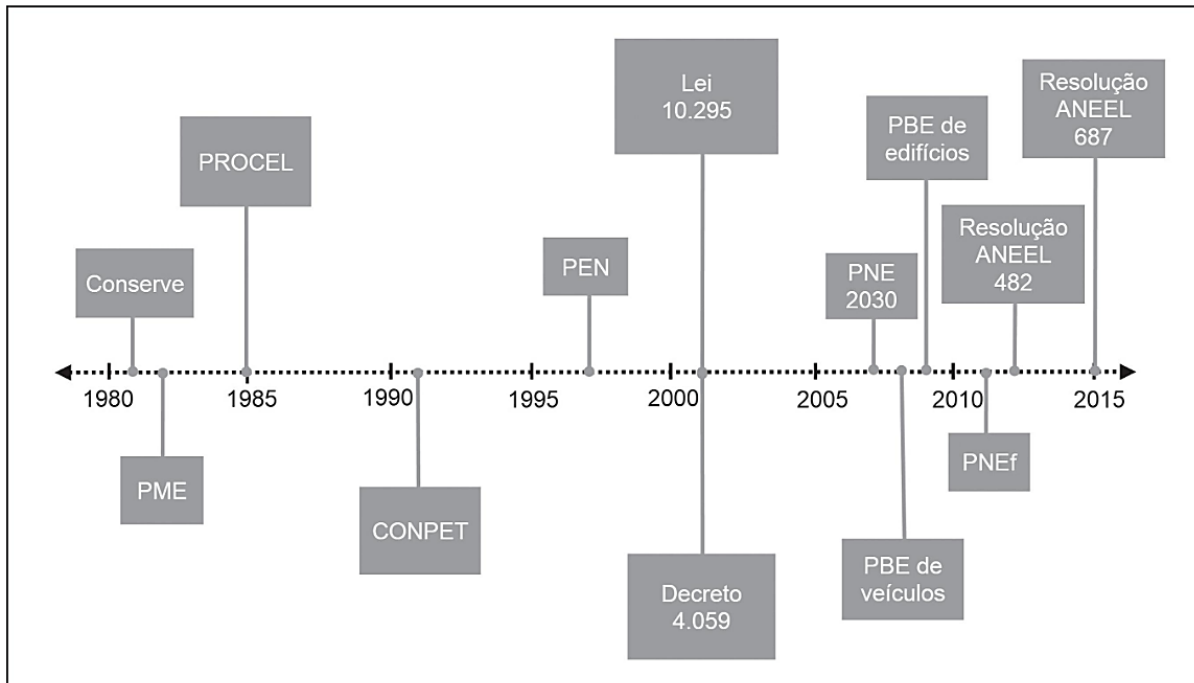 Lei
10.295
Resolução
ANEEL
687
PBE de
edifícios
PROCEL
Resolução
ANEEL
482
Conserve
PEN
PNE
2030
1980
1985
1990
1995
2000
2005
2010
2015
PME
CONPET
PNEf
Decreto
4.059
PBE de
veículos